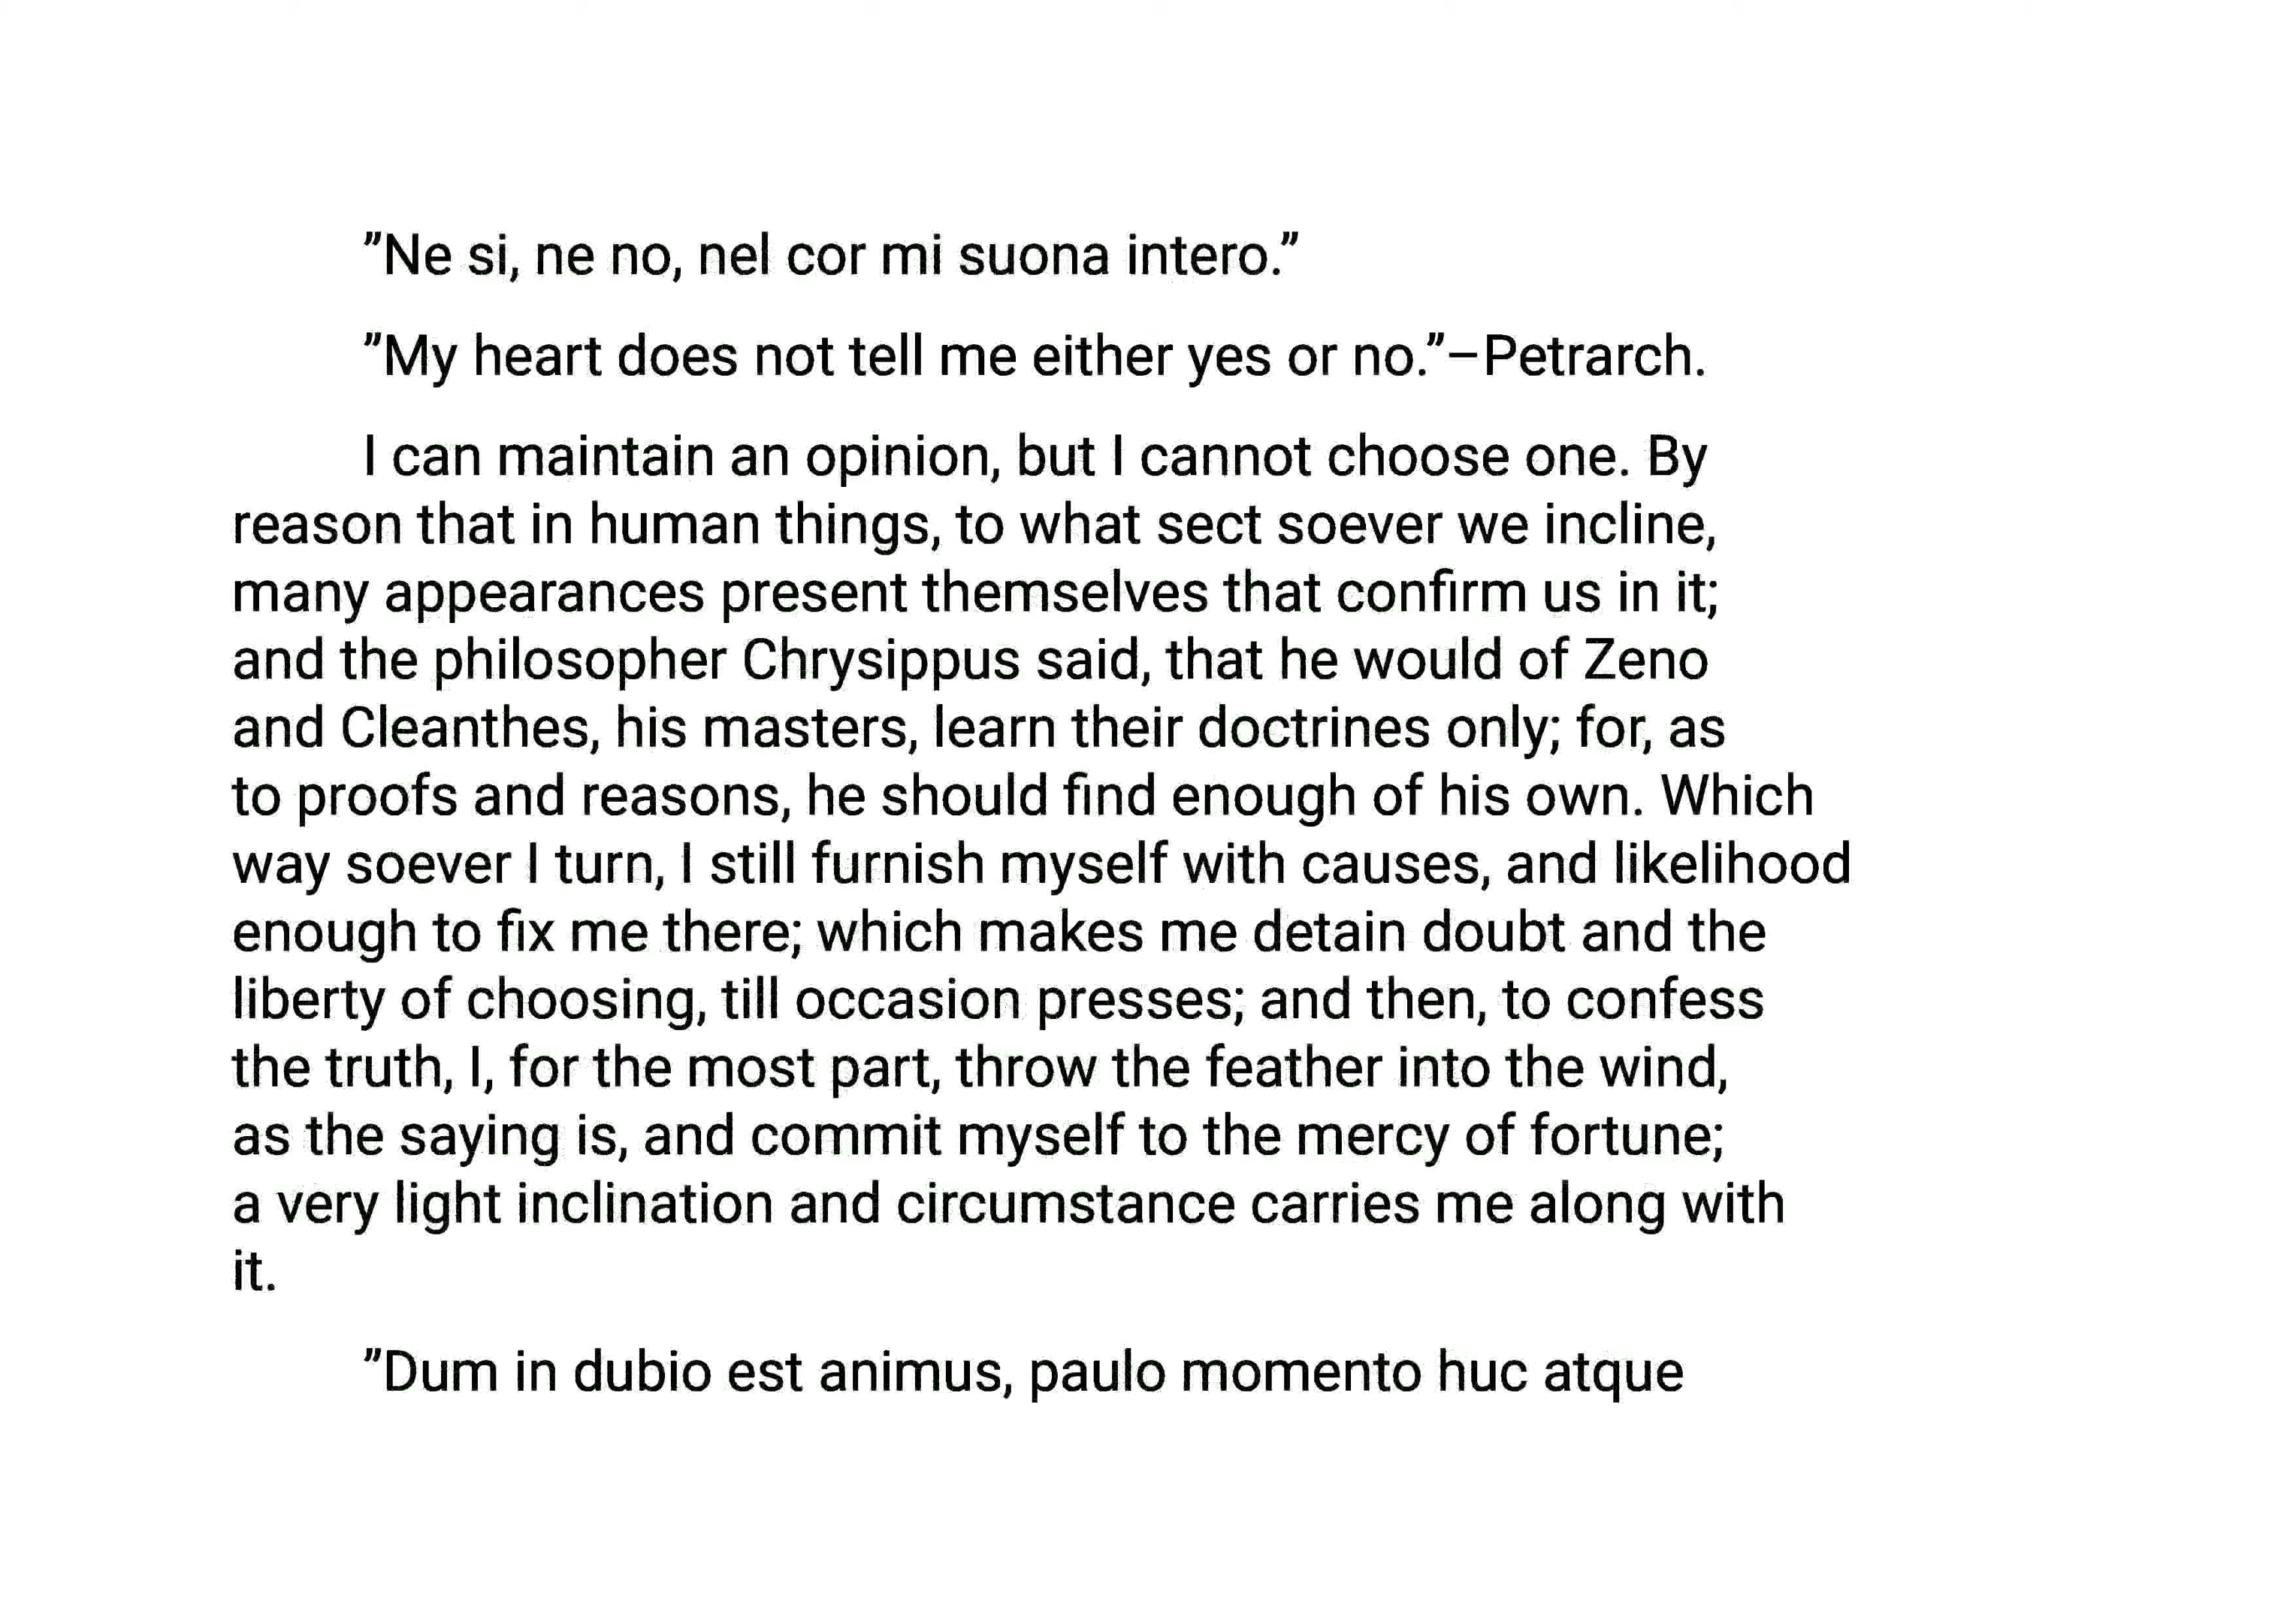 ”Ne si, ne no, nel cor mi suona intero.”
”My heart does not tell me either yes or no.”–Petrarch.
I can maintain an opinion, but I cannot choose one. By
reason that in human things, to what sect soever we incline,
many appearances present themselves that confirm us in it;
and the philosopher Chrysippus said, that he would of Zeno
and Cleanthes, his masters, learn their doctrines only; for, as
to proofs and reasons, he should find enough of his own. Which
way soever I turn, I still furnish myself with causes, and likelihood
enough to fix me there; which makes me detain doubt and the
liberty of choosing, till occasion presses; and then, to confess
the truth, I, for the most part, throw the feather into the wind,
as the saying is, and commit myself to the mercy of fortune;
a very light inclination and circumstance carries me along with
it.
”Dum in dubio est animus, paulo momento huc atque